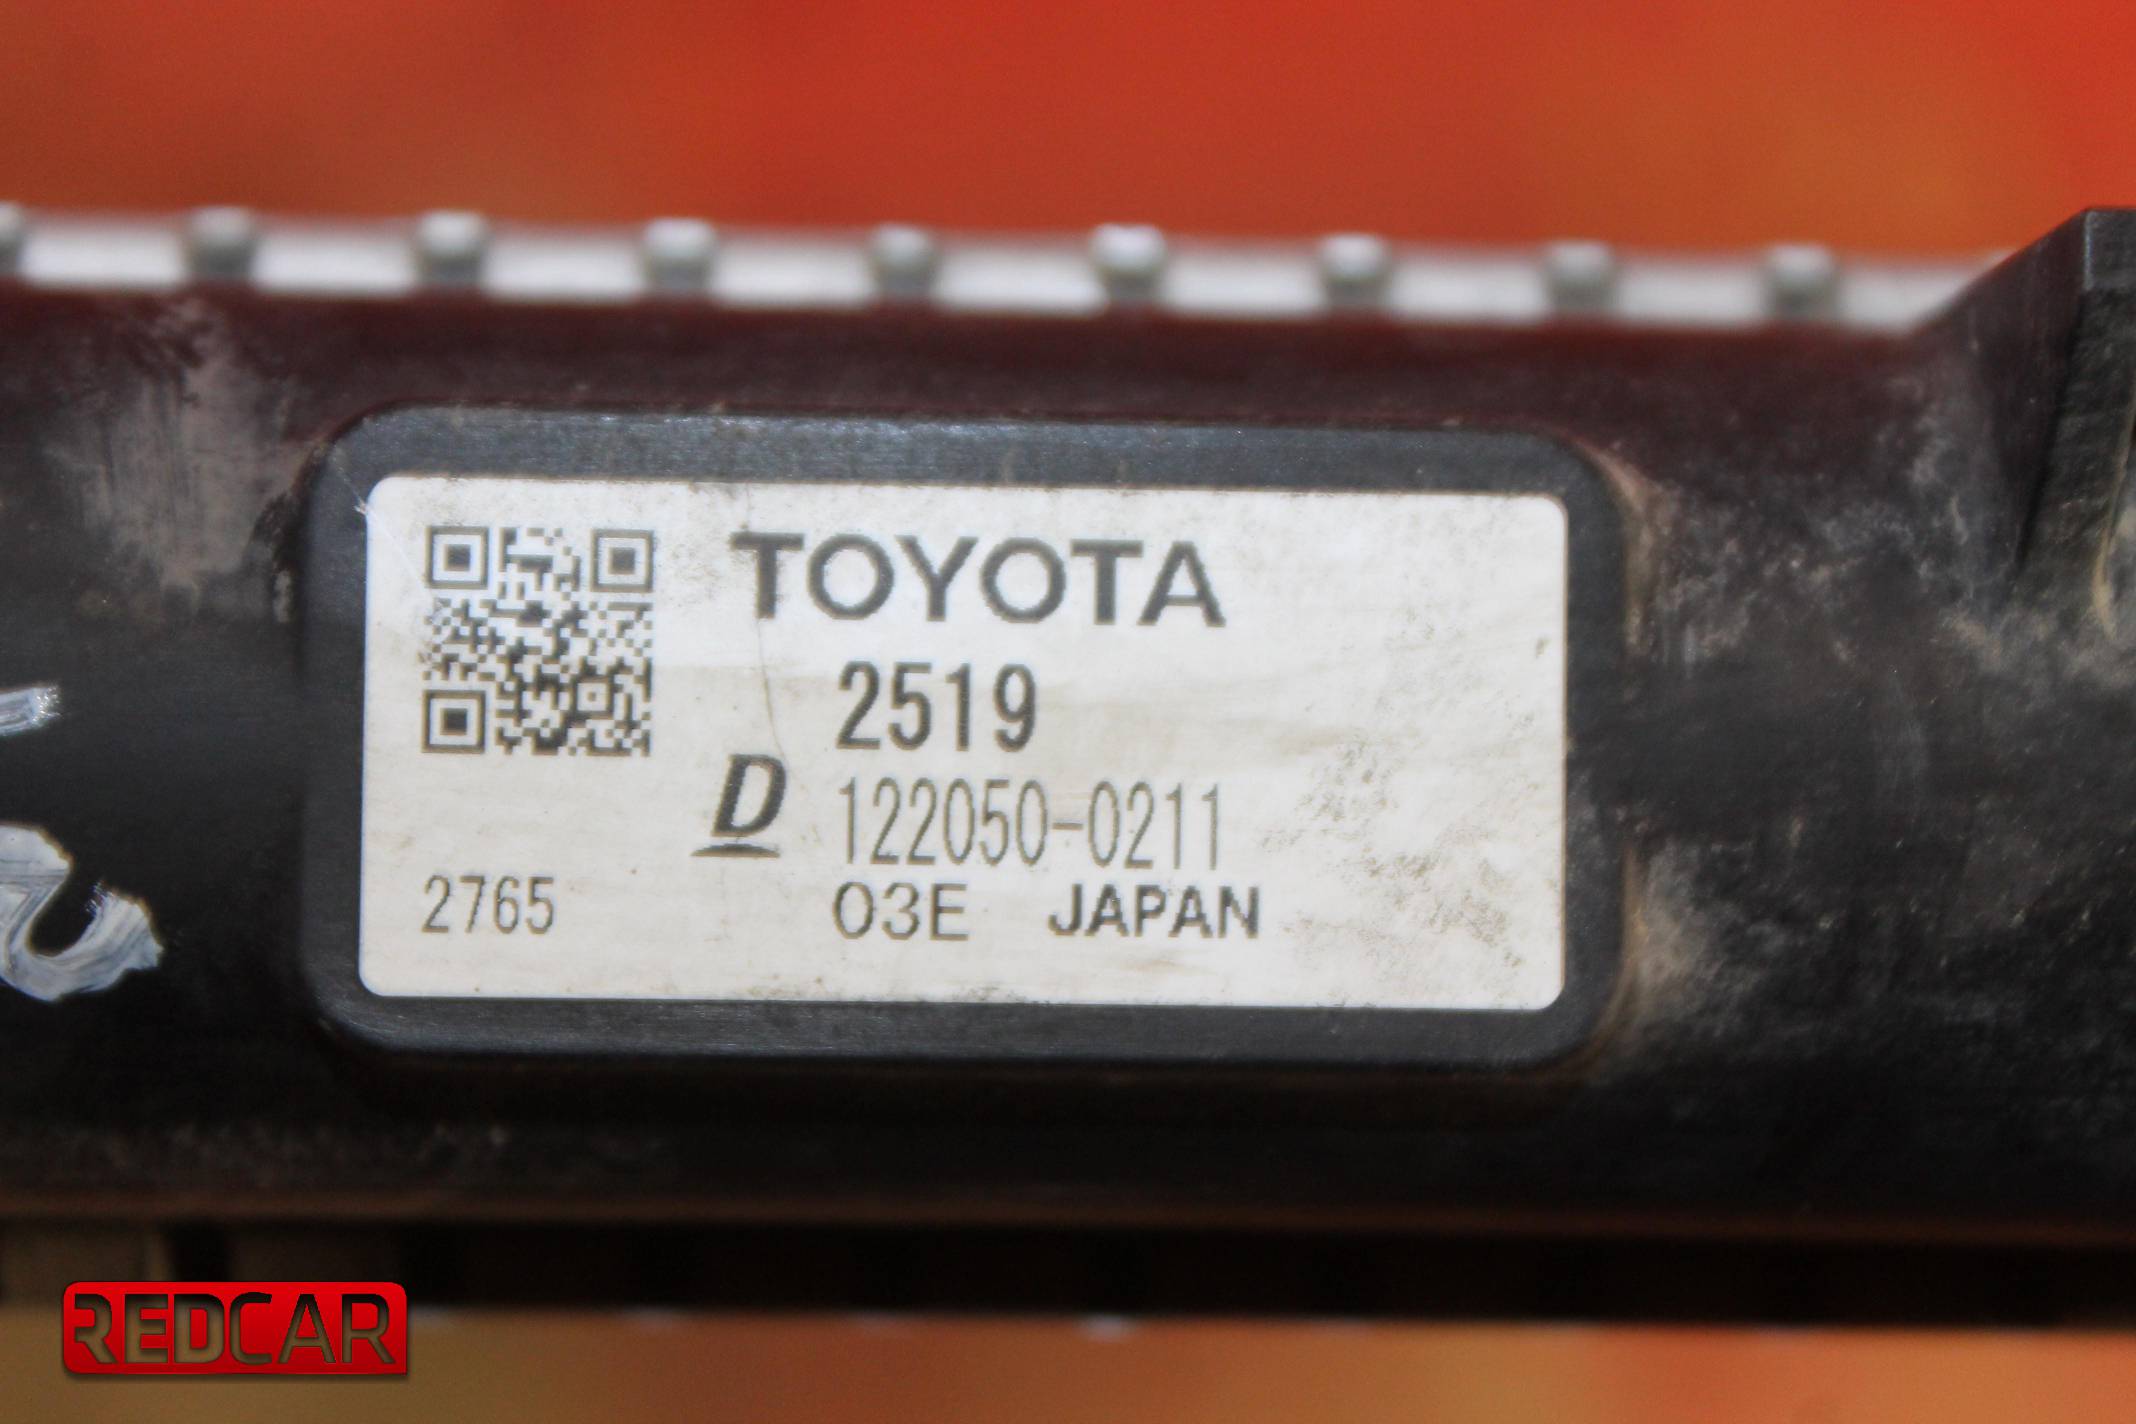 TOYOTA
2519
D 122050-0211
2765 03E JAPAN
REDCAR